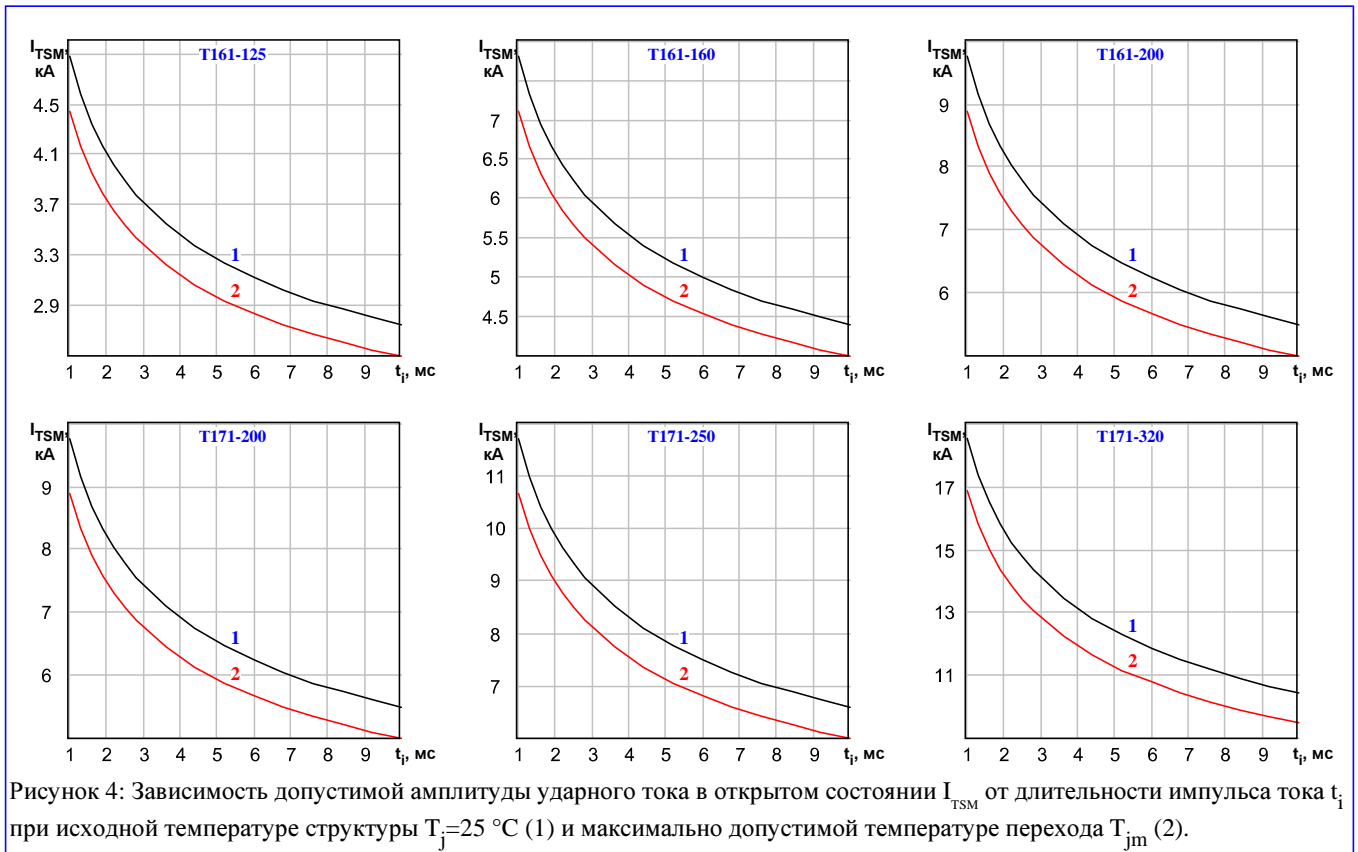 I_TSM, кА
T161-125
4.5
4.1
3.7
3.3
2.9
1
2
1 2 3 4 5 6 7 8 9 t_i, мс
I_TSM, кА
T161-160
7
6.5
6
5.5
5
4.5
1
2
1 2 3 4 5 6 7 8 9 t_i, мс
I_TSM, кА
T161-200
9
8
7
6
1
2
1 2 3 4 5 6 7 8 9 t_i, мс
I_TSM, кА
T171-200
9
8
7
6
1
2
1 2 3 4 5 6 7 8 9 t_i, мс
I_TSM, кА
T171-250
11
10
9
8
7
1
2
1 2 3 4 5 6 7 8 9 t_i, мс
I_TSM, кА
T171-320
17
15
13
11
1
2
1 2 3 4 5 6 7 8 9 t_i, мс
Рисунок 4: Зависимость допустимой амплитуды ударного тока в открытом состоянии I_TSM от длительности импульса тока t_i
при исходной температуре структуры T_j=25 °C (1) и максимально допустимой температуре перехода T_jm (2).